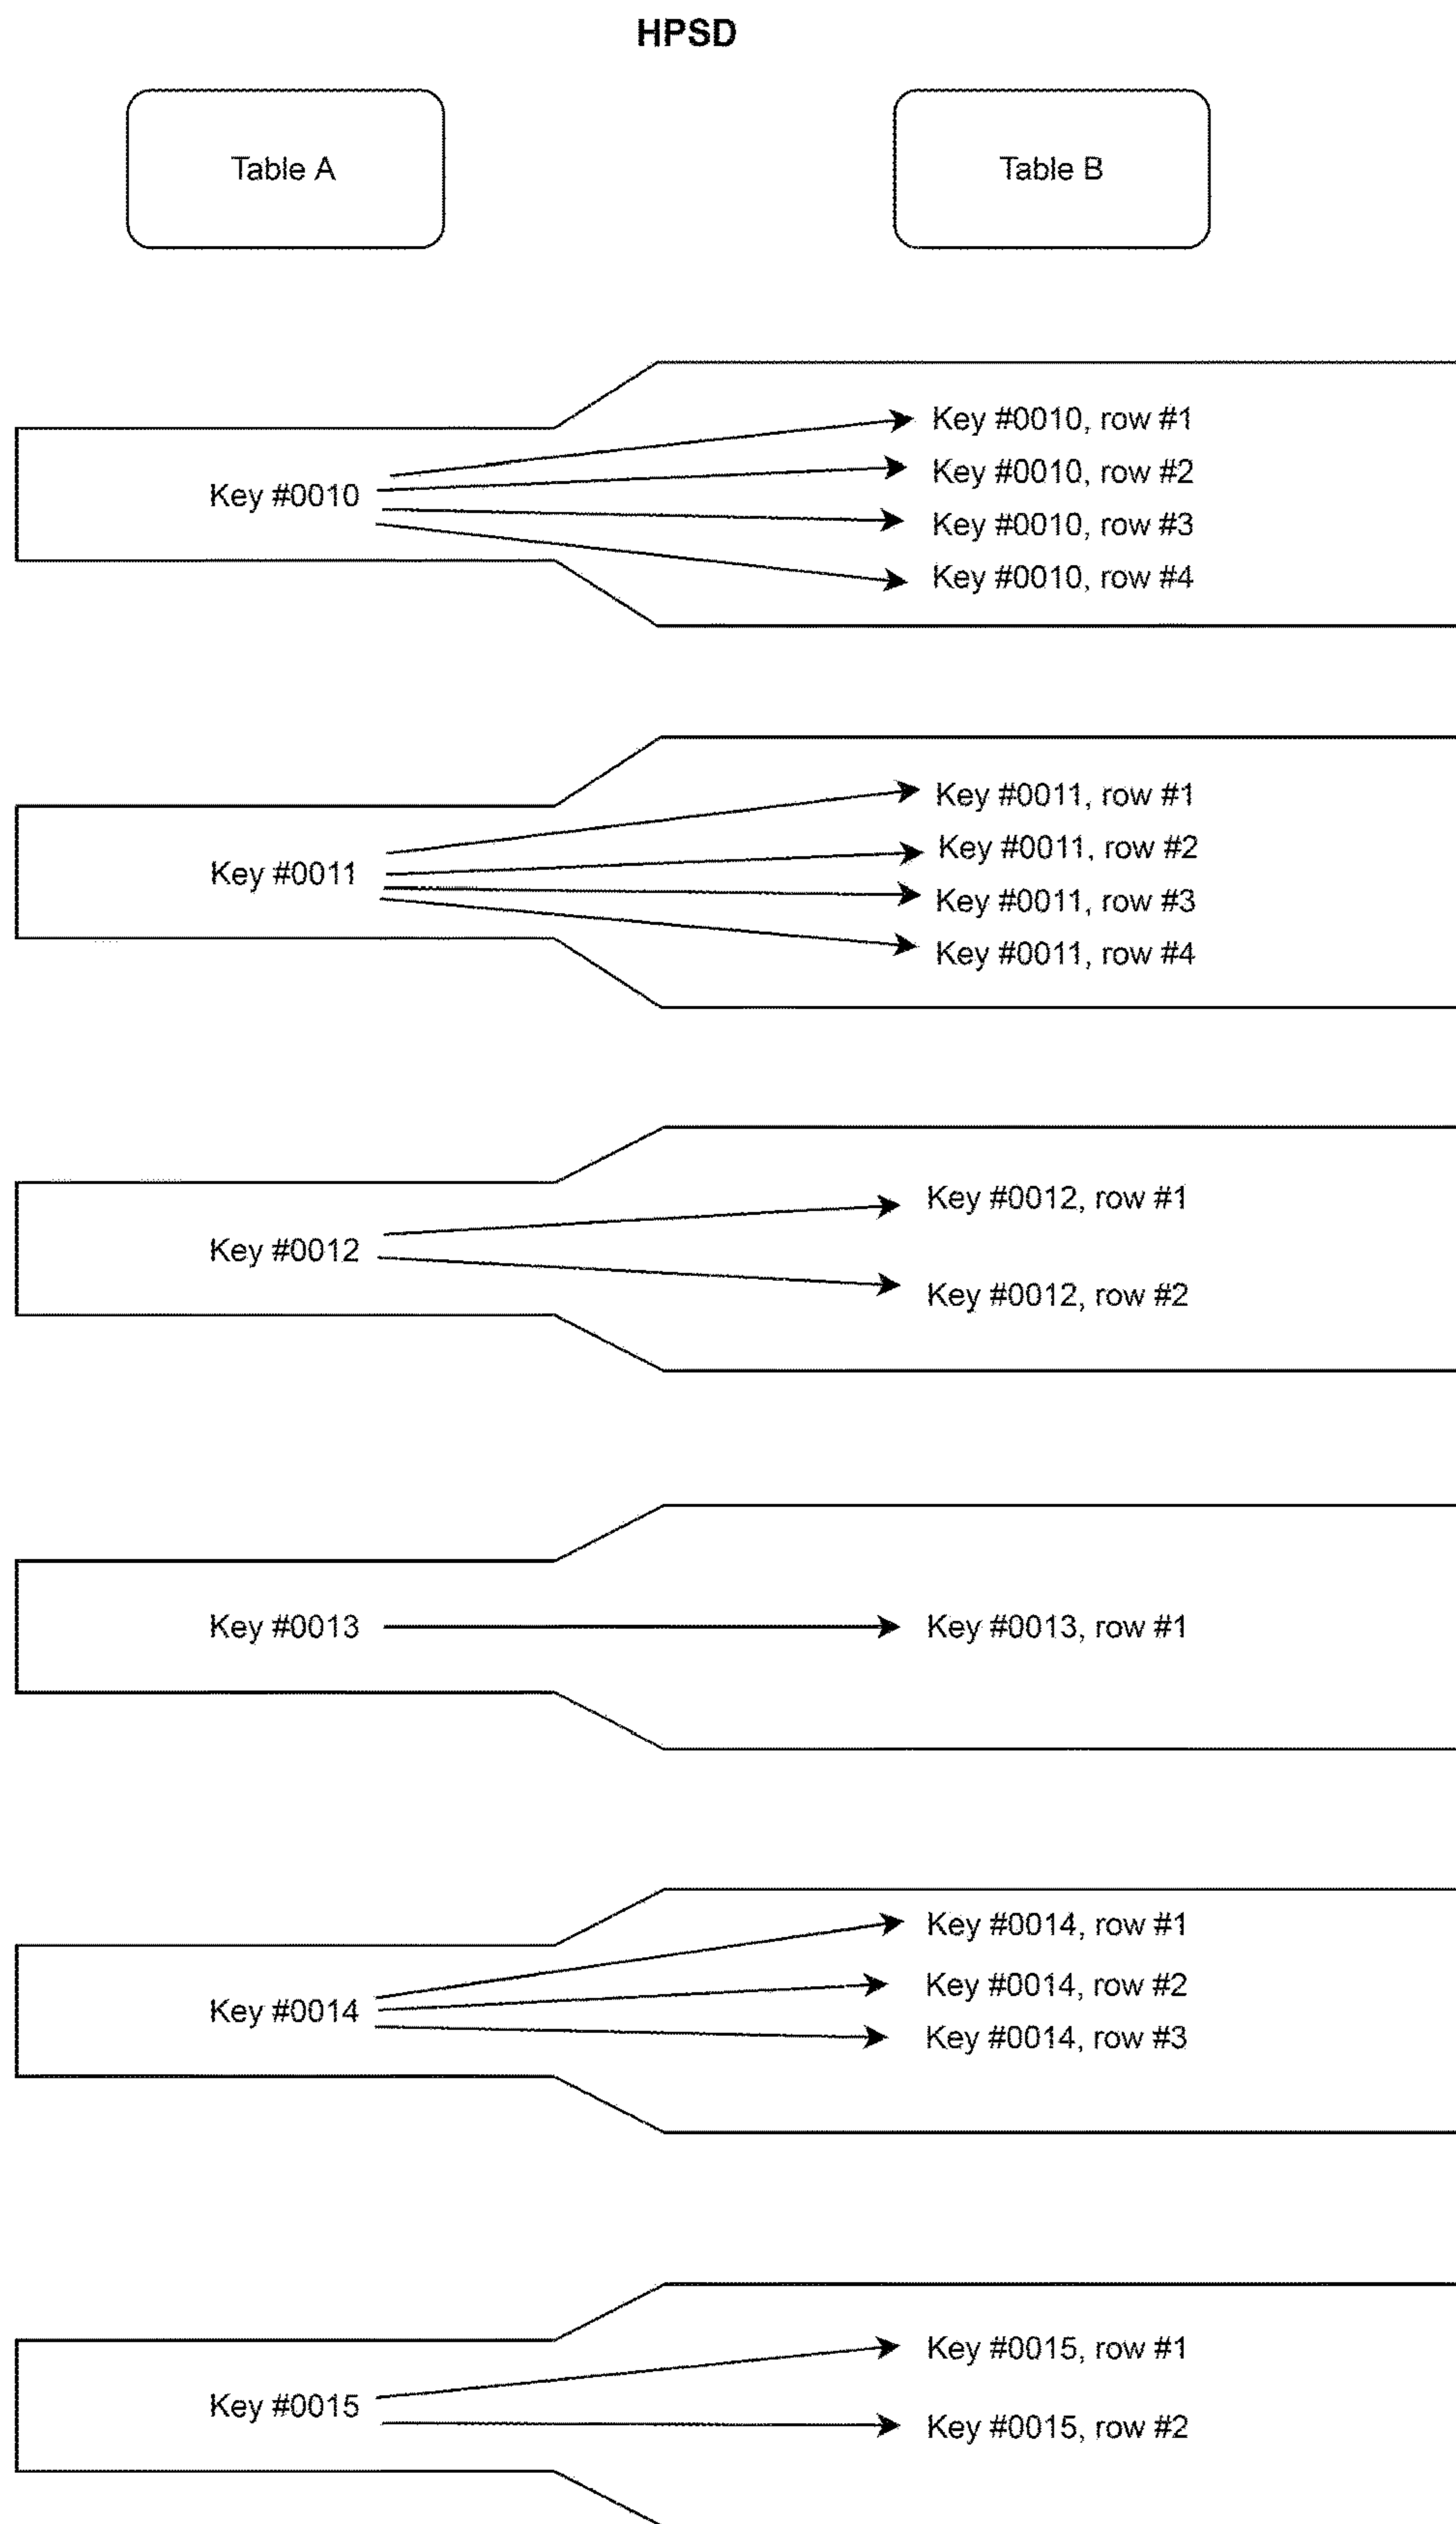 HPSD
Table A
Table B
Key #0010
Key #0010, row #1
Key #0010, row #2
Key #0010, row #3
Key #0010, row #4
Key #0011
Key #0011, row #1
Key #0011, row #2
Key #0011, row #3
Key #0011, row #4
Key #0012
Key #0012, row #1
Key #0012, row #2
Key #0013
Key #0013, row #1
Key #0014
Key #0014, row #1
Key #0014, row #2
Key #0014, row #3
Key #0015
Key #0015, row #1
Key #0015, row #2